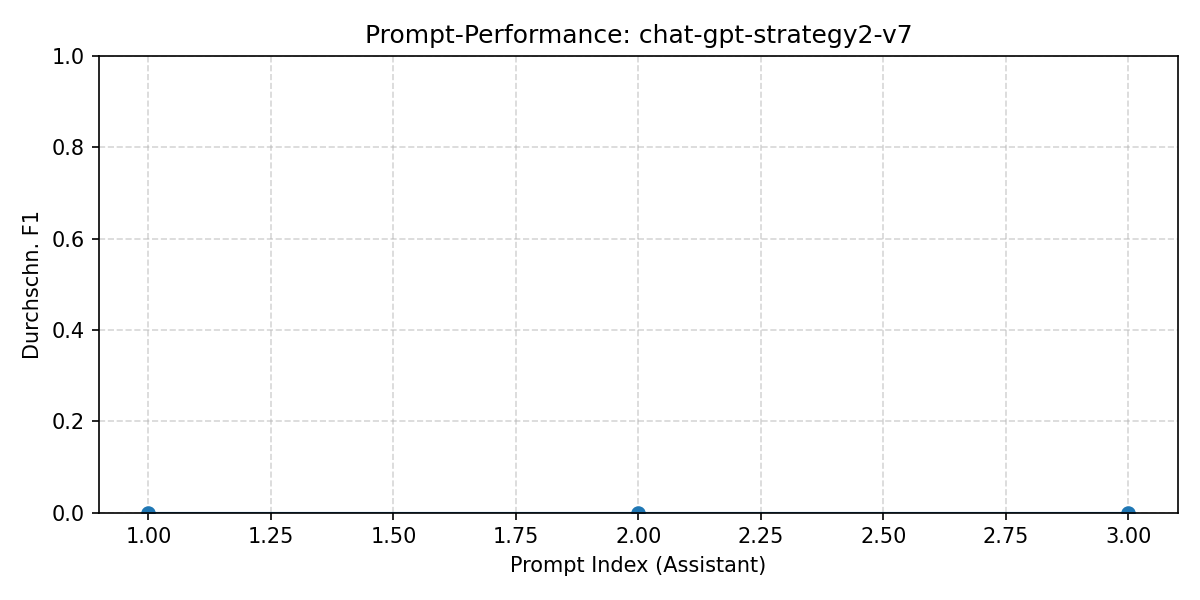 Prompt-Performance: chat-gpt-strategy2-v7
1.0
0.8
0.6
0.4
0.2
0.0
Durchschn. F1
1.00 1.25 1.50 1.75 2.00 2.25 2.50 2.75 3.00
Prompt Index (Assistant)